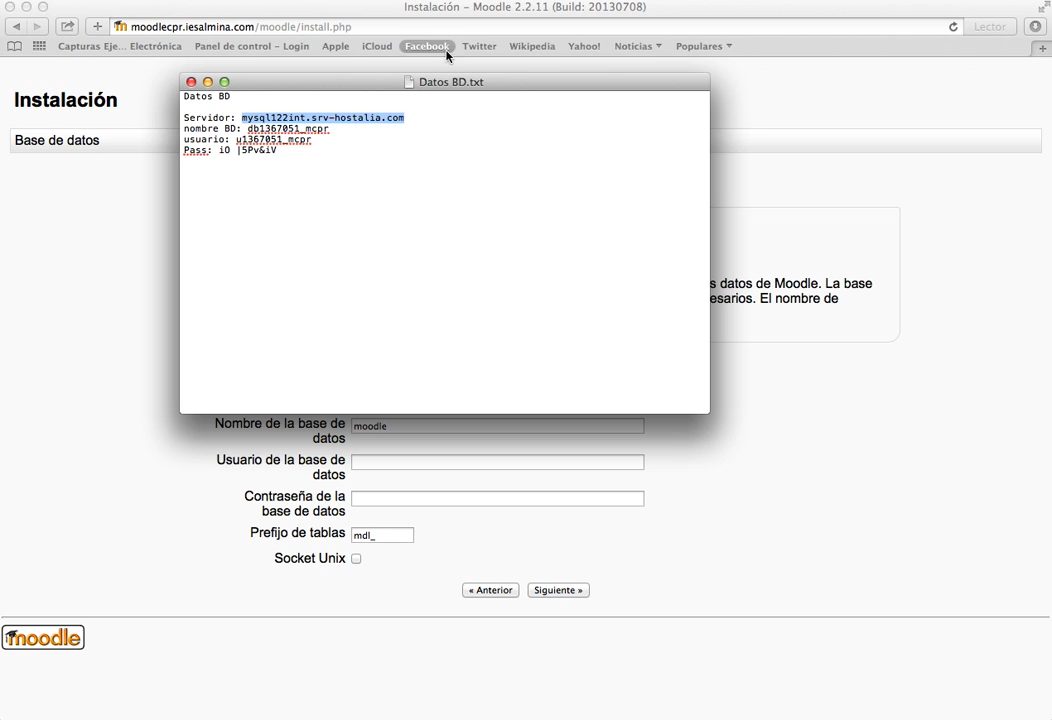 Instalación – Moodle 2.2.11 (Build: 20130708)
moodlecpr.iesalmina.com/moodle/install.php
Lector
Capturas Eje... Electrónica Panel de control – Login Apple iCloud Facebook Twitter Wikipedia Yahoo! Noticias Populares
Instalación
Base de datos
Datos BD.txt
Datos BD
Servidor: mysql122int.srv-hostalia.com
nombre BD: db1367051_mcpr
usuario: u1367051_mcpr
Pass: iO |5Pv&iV
s datos de Moodle. La base
esarios. El nombre de
Nombre de la base de datos moodle
Usuario de la base de datos
Contraseña de la base de datos
Prefijo de tablas mdl_
Socket Unix
« Anterior Siguiente »
moodle